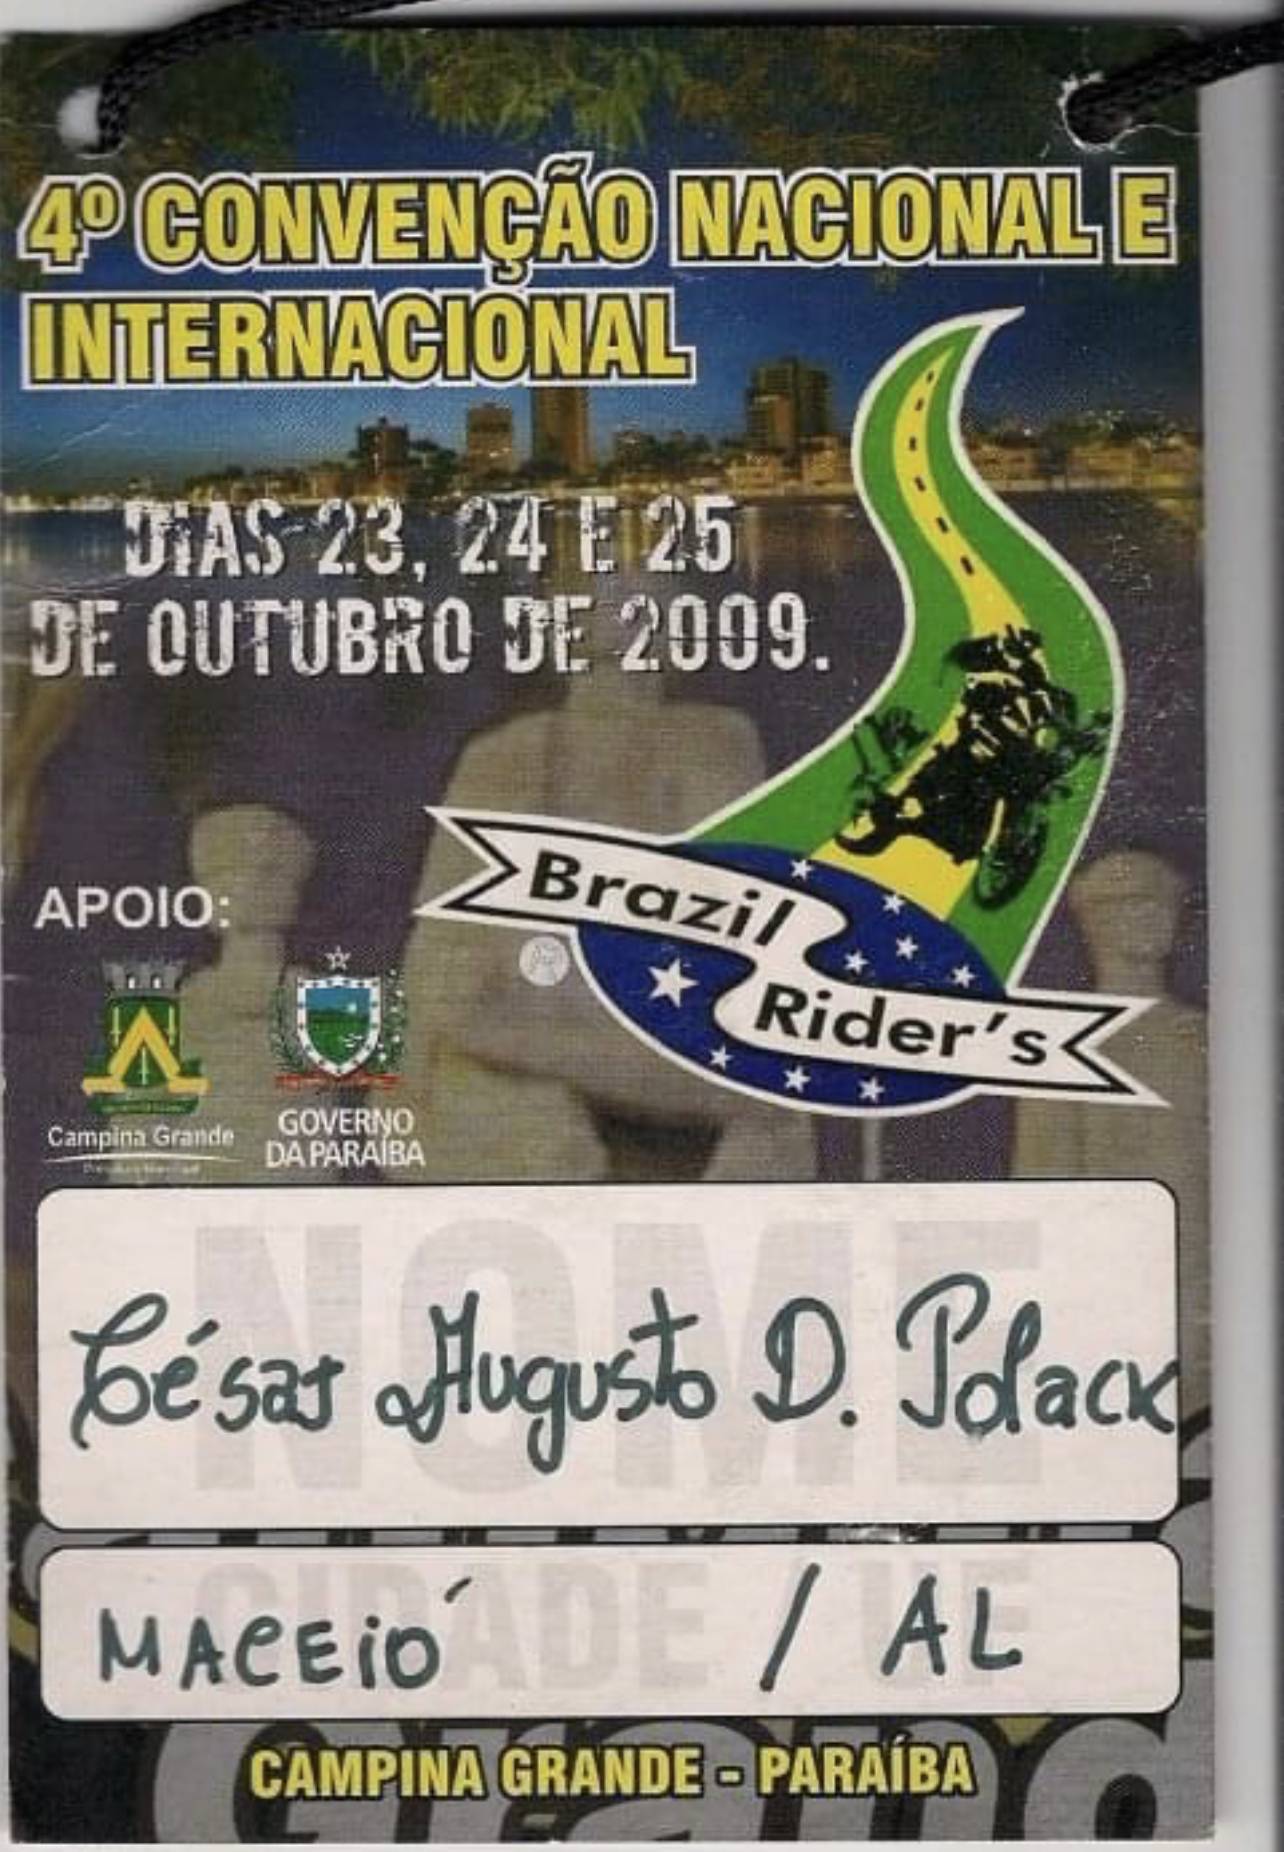 4º CONVENÇÃO NACIONAL E
INTERNACIONAL
DIAS 23, 24 E 25
DE OUTUBRO DE 2009.
APOIO:
Brazil
Rider's
Campina Grande
GOVERNO
DA PARAÍBA
NOME
César Augusto D. Polack
CIDADE / UF
MACEIÓ / AL
CAMPINA GRANDE - PARAÍBA